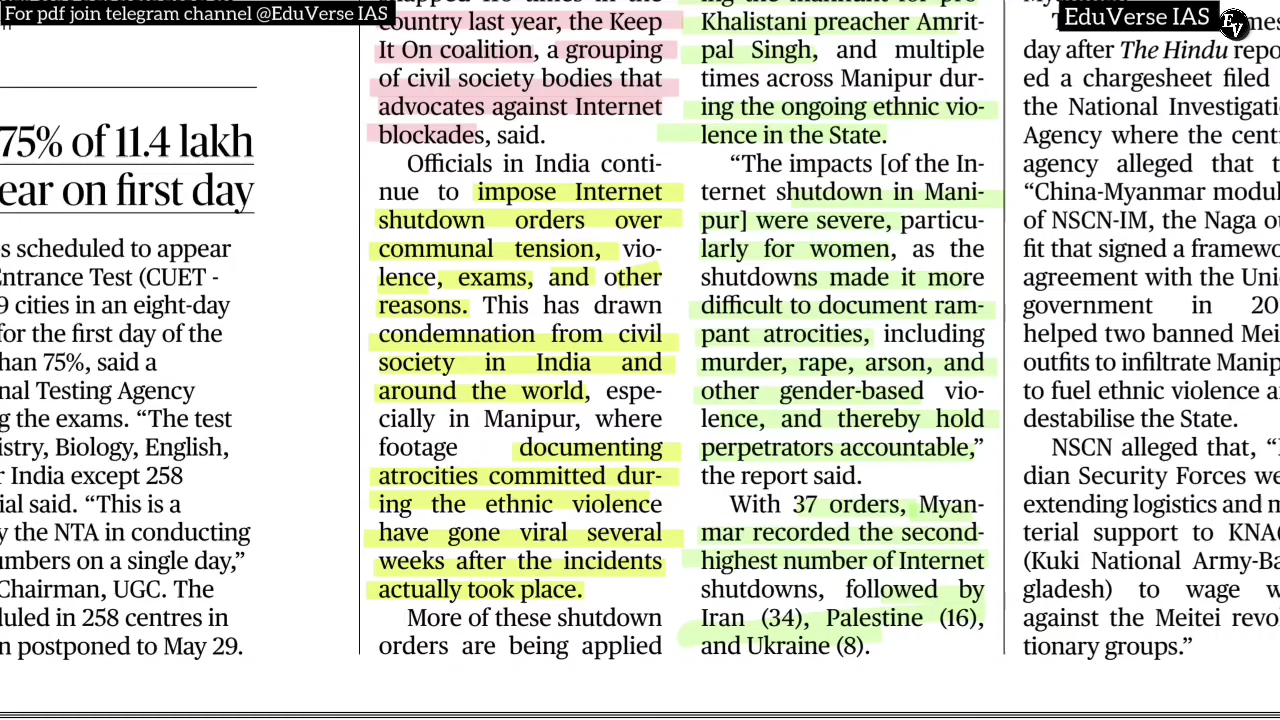 For pdf join telegram channel @EduVerse IAS
EduVerse IAS
EV
75% of 11.4 lakh
ear on first day
s scheduled to appear
Entrance Test (CUET -
9 cities in an eight-day
for the first day of the
han 75%, said a
nal Testing Agency
g the exams. “The test
istry, Biology, English,
r India except 258
ial said. “This is a
y the NTA in conducting
umbers on a single day,”
Chairman, UGC. The
duled in 258 centres in
n postponed to May 29.
country last year, the Keep
It On coalition, a grouping
of civil society bodies that
advocates against Internet
blockades, said.
Officials in India conti-
nue to impose Internet
shutdown orders over
communal tension, vio-
lence, exams, and other
reasons. This has drawn
condemnation from civil
society in India and
around the world, espe-
cially in Manipur, where
footage documenting
atrocities committed dur-
ing the ethnic violence
have gone viral several
weeks after the incidents
actually took place.
More of these shutdown
orders are being applied
Khalistani preacher Amrit-
pal Singh, and multiple
times across Manipur dur-
ing the ongoing ethnic vio-
lence in the State.
“The impacts [of the In-
ternet shutdown in Mani-
pur] were severe, particu-
larly for women, as the
shutdowns made it more
difficult to document ram-
pant atrocities, including
murder, rape, arson, and
other gender-based vio-
lence, and thereby hold
perpetrators accountable,”
the report said.
With 37 orders, Myan-
mar recorded the second-
highest number of Internet
shutdowns, followed by
Iran (34), Palestine (16),
and Ukraine (8).
day after The Hindu repo
ed a chargesheet filed
the National Investigati
Agency where the centr
agency alleged that t
“China-Myanmar modul
of NSCN-IM, the Naga ou
fit that signed a framewo
agreement with the Uni
government in 20
helped two banned Mei
outfits to infiltrate Manip
to fuel ethnic violence a
destabilise the State.
NSCN alleged that, “I
dian Security Forces we
extending logistics and m
terial support to KNA
(Kuki National Army-Ba
gladesh) to wage w
against the Meitei revo
tionary groups.”